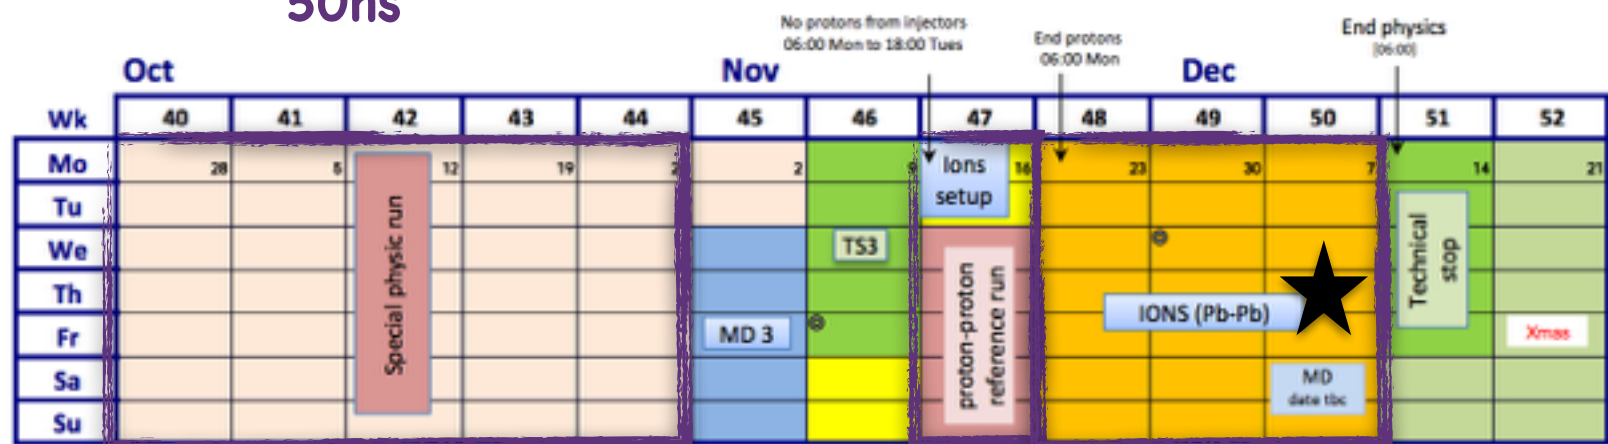 50ns
No protons from injectors
06:00 Mon to 18:00 Tues
End protons
06:00 Mon
End physics
[06:00]
Oct Nov Dec
Wk 40 41 42 43 44 45 46 47 48 49 50 51 52
Mo 28 5 12 19 2 2 9 16 23 30 7 14 21
Ions
setup
Tu
We
TS3
Th
Fr
MD 3
IONS (Pb-Pb)
Xmas
Sa
Su
Special physic run
proton-proton
reference run
MD
date tbc
Technical
stop